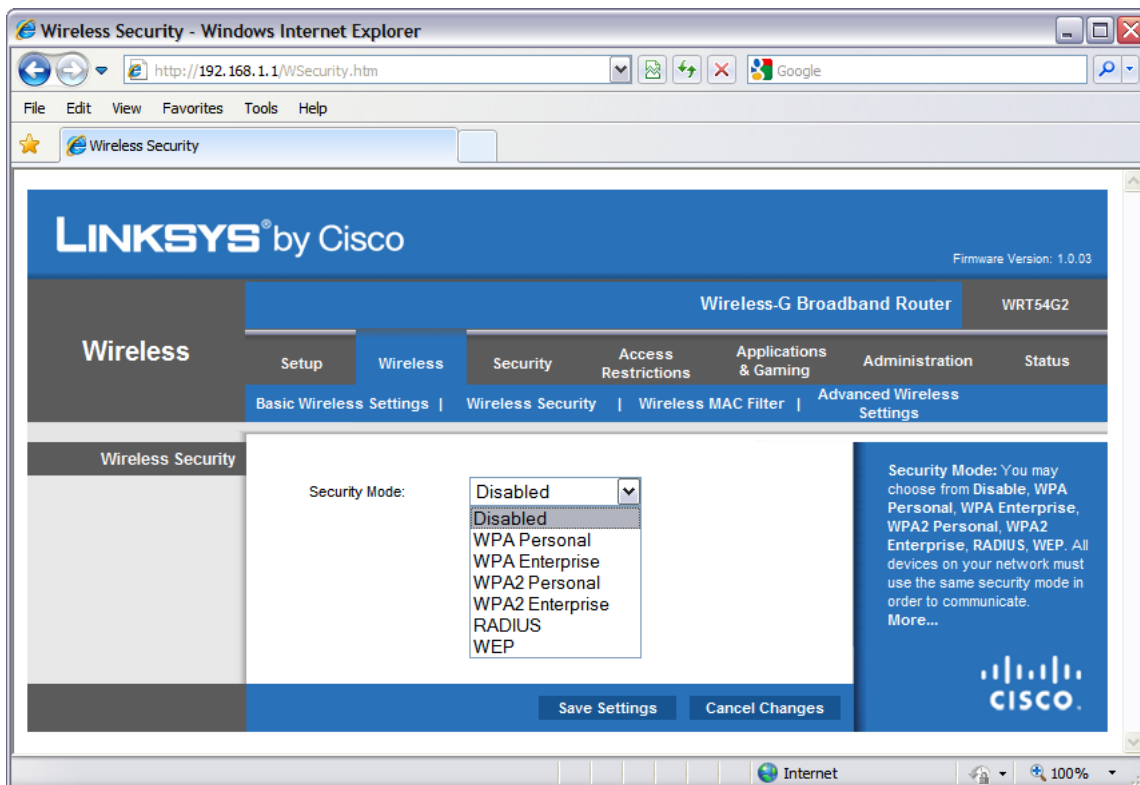 Wireless Security - Windows Internet Explorer
http://192.168.1.1/WSecurity.htm
Google
File Edit View Favorites Tools Help
Wireless Security
LINKSYS® by Cisco
Firmware Version: 1.0.03
Wireless-G Broadband Router WRT54G2
Wireless
Setup Wireless Security Access Restrictions Applications & Gaming Administration Status
Basic Wireless Settings | Wireless Security | Wireless MAC Filter | Advanced Wireless Settings
Wireless Security
Security Mode: Disabled
Disabled
WPA Personal
WPA Enterprise
WPA2 Personal
WPA2 Enterprise
RADIUS
WEP
Security Mode: You may
choose from Disable, WPA
Personal, WPA Enterprise,
WPA2 Personal, WPA2
Enterprise, RADIUS, WEP. All
devices on your network must
use the same security mode in
order to communicate.
More...
Save Settings Cancel Changes
CISCO.
Internet 100%